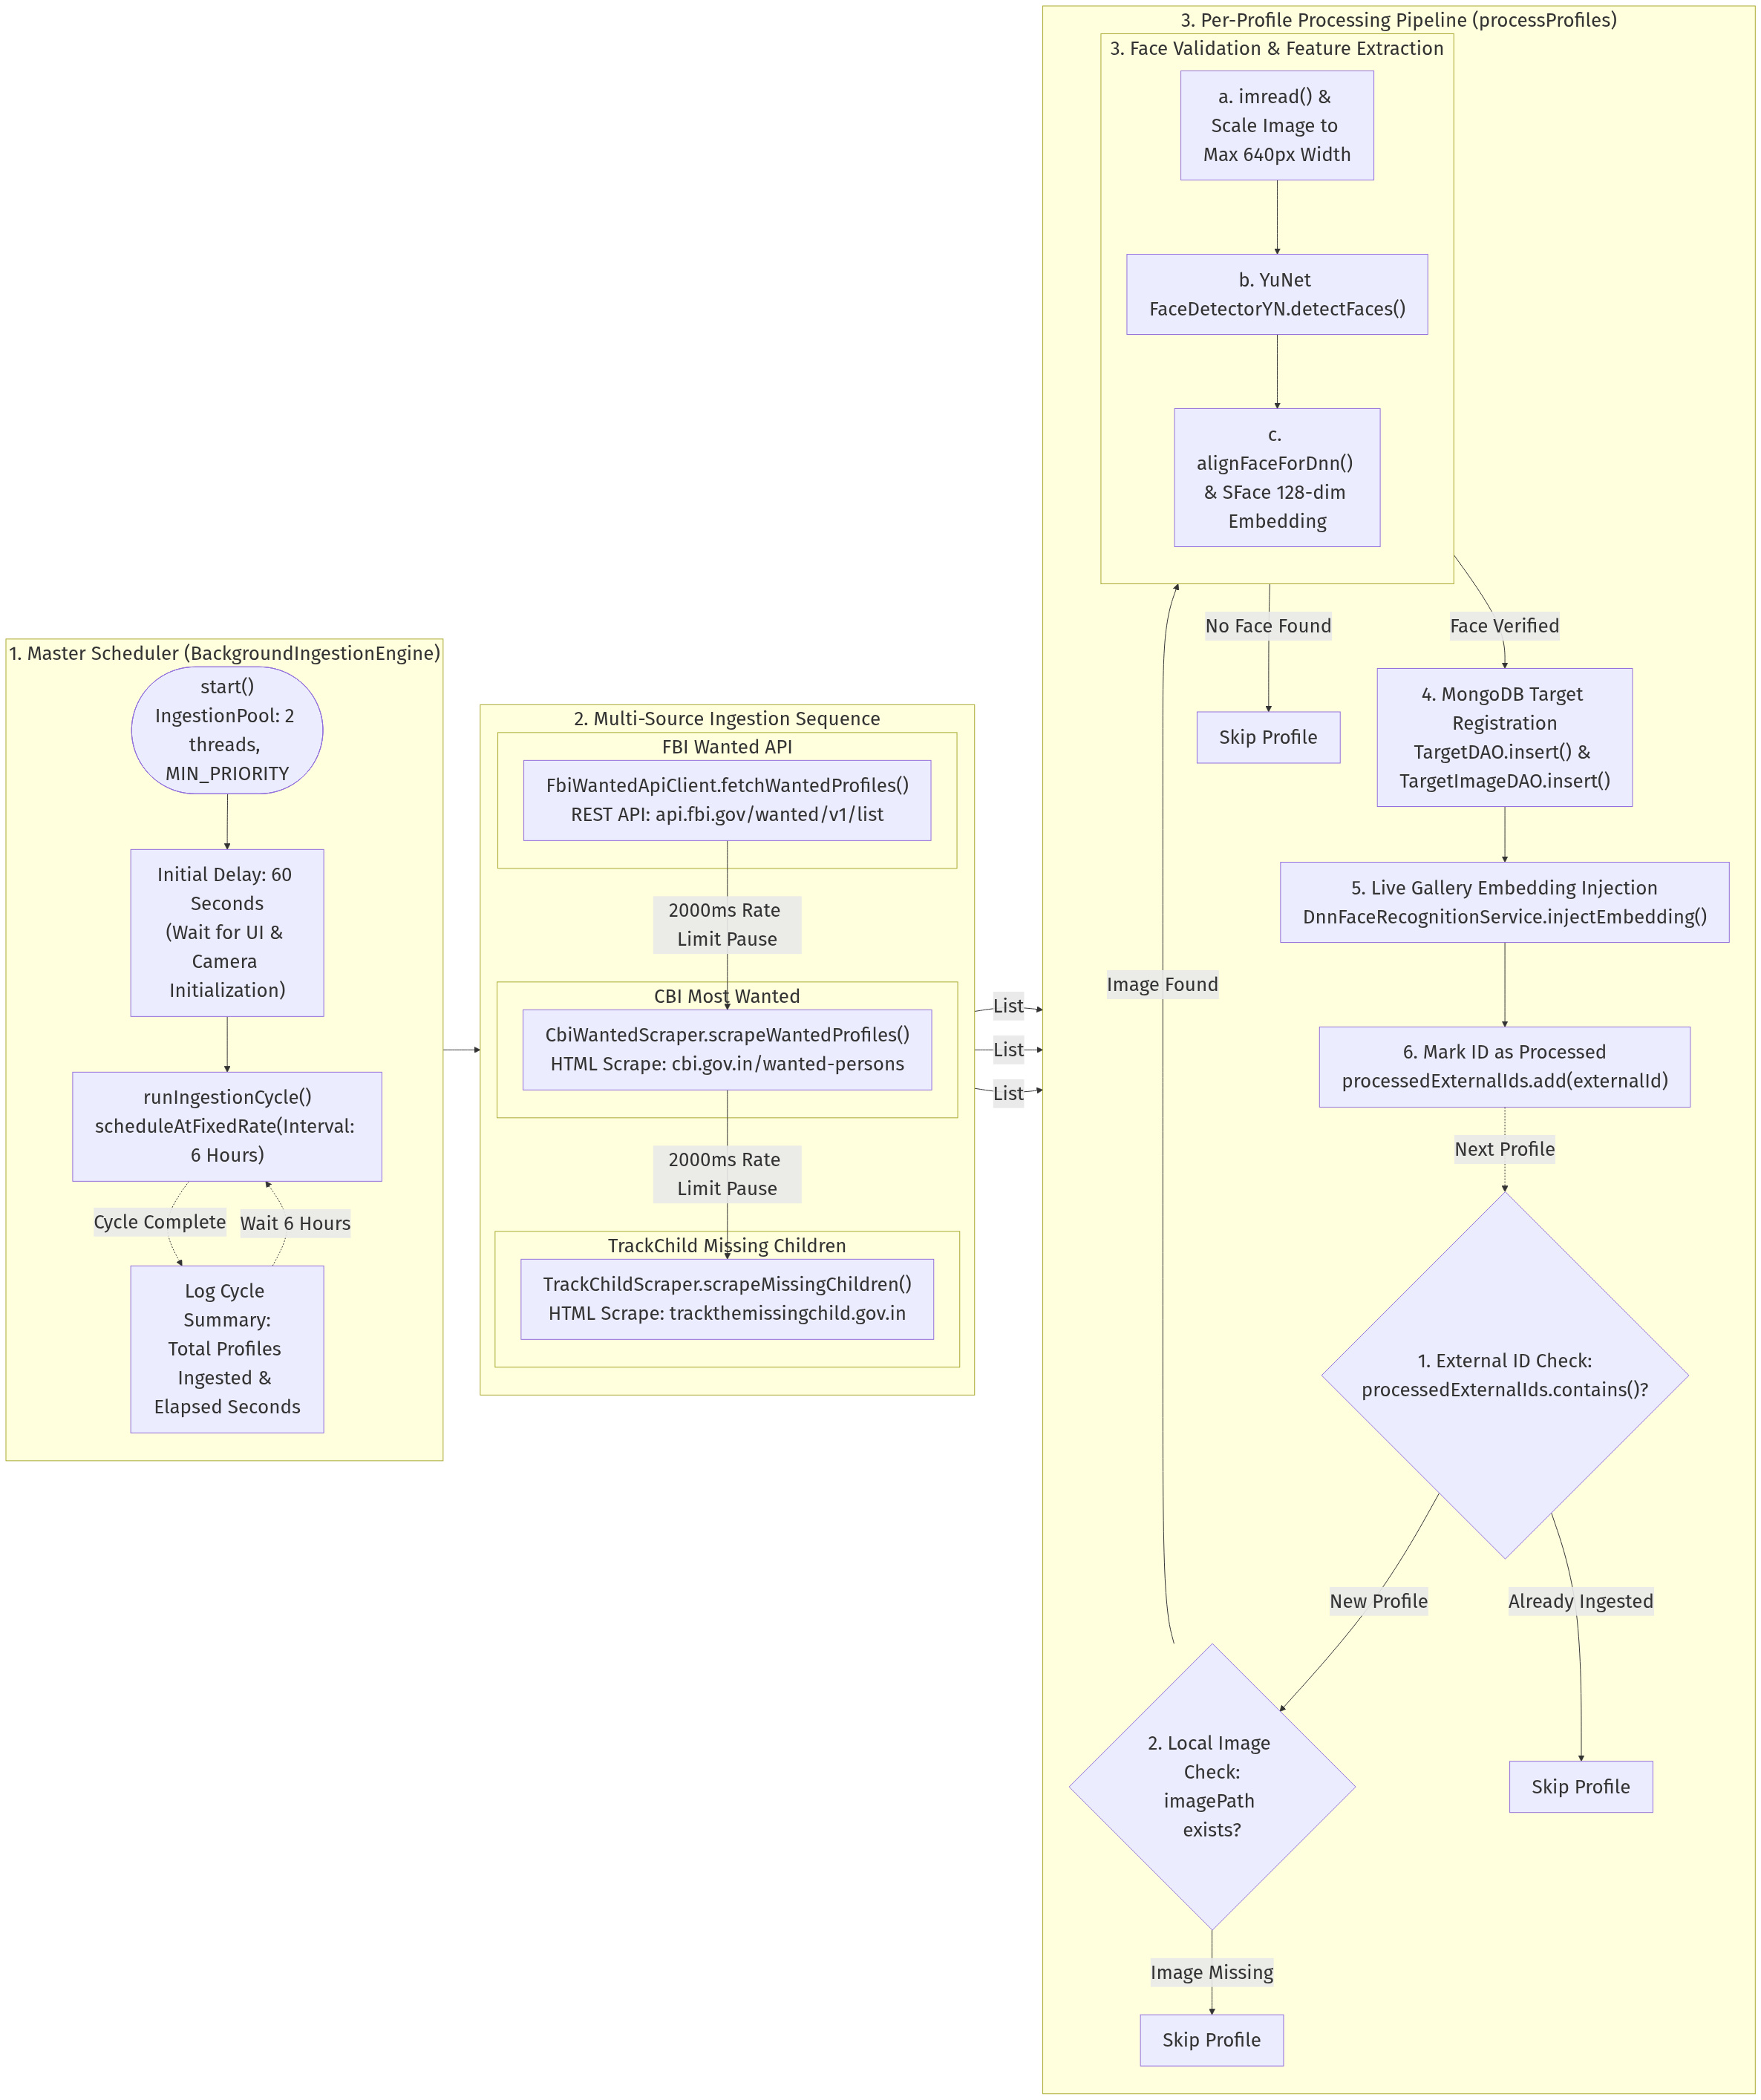 1. Master Scheduler (BackgroundIngestionEngine)
start()
IngestionPool: 2
threads,
MIN_PRIORITY
Initial Delay: 60
Seconds
(Wait for UI &
Camera
Initialization)
runIngestionCycle()
scheduleAtFixedRate(Interval:
6 Hours)
Cycle Complete
Wait 6 Hours
Log Cycle
Summary:
Total Profiles
Ingested &
Elapsed Seconds
2. Multi-Source Ingestion Sequence
FBI Wanted API
FbiWantedApiClient.fetchWantedProfiles()
REST API: api.fbi.gov/wanted/v1/list
2000ms Rate
Limit Pause
CBI Most Wanted
CbiWantedScraper.scrapeWantedProfiles()
HTML Scrape: cbi.gov.in/wanted-persons
2000ms Rate
Limit Pause
TrackChild Missing Children
TrackChildScraper.scrapeMissingChildren()
HTML Scrape: trackthemissingchild.gov.in
List
List
List
3. Per-Profile Processing Pipeline (processProfiles)
3. Face Validation & Feature Extraction
a. imread() &
Scale Image to
Max 640px Width
b. YuNet
FaceDetectorYN.detectFaces()
c.
alignFaceForDnn()
& SFace 128-dim
Embedding
No Face Found
Face Verified
Skip Profile
4. MongoDB Target
Registration
TargetDAO.insert() &
TargetImageDAO.insert()
5. Live Gallery Embedding Injection
DnnFaceRecognitionService.injectEmbedding()
Image Found
6. Mark ID as Processed
processedExternalIds.add(externalId)
Next Profile
1. External ID Check:
processedExternalIds.contains()?
New Profile
Already Ingested
2. Local Image
Check:
imagePath
exists?
Skip Profile
Image Missing
Skip Profile